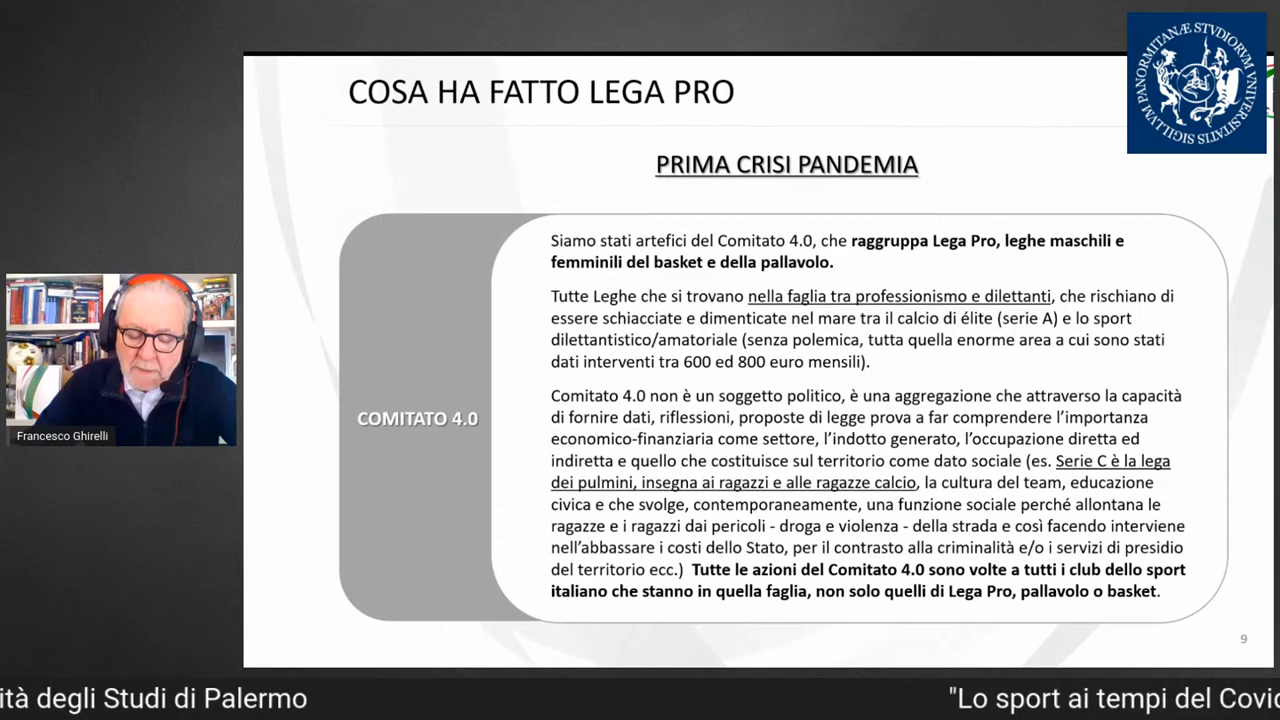 COSA HA FATTO LEGA PRO
SIGILLVM PANORMITANÆ STVDIORVM VNIVERSITATIS
PRIMA CRISI PANDEMIA
Siamo stati artefici del Comitato 4.0, che raggruppa Lega Pro, leghe maschili e
femminili del basket e della pallavolo.
Tutte Leghe che si trovano nella faglia tra professionismo e dilettanti, che rischiano di
essere schiacciate e dimenticate nel mare tra il calcio di élite (serie A) e lo sport
dilettantistico/amatoriale (senza polemica, tutta quella enorme area a cui sono stati
dati interventi tra 600 ed 800 euro mensili).
Comitato 4.0 non è un soggetto politico, è una aggregazione che attraverso la capacità
di fornire dati, riflessioni, proposte di legge prova a far comprendere l’importanza
economico-finanziaria come settore, l’indotto generato, l’occupazione diretta ed
indiretta e quello che costituisce sul territorio come dato sociale (es. Serie C è la lega
dei pulmini, insegna ai ragazzi e alle ragazze calcio, la cultura del team, educazione
civica e che svolge, contemporaneamente, una funzione sociale perché allontana le
ragazze e i ragazzi dai pericoli - droga e violenza - della strada e così facendo interviene
nell’abbassare i costi dello Stato, per il contrasto alla criminalità e/o i servizi di presidio
del territorio ecc.) Tutte le azioni del Comitato 4.0 sono volte a tutti i club dello sport
italiano che stanno in quella faglia, non solo quelli di Lega Pro, pallavolo o basket.
COMITATO 4.0
Francesco Ghirelli
9
ità degli Studi di Palermo
"Lo sport ai tempi del Covid